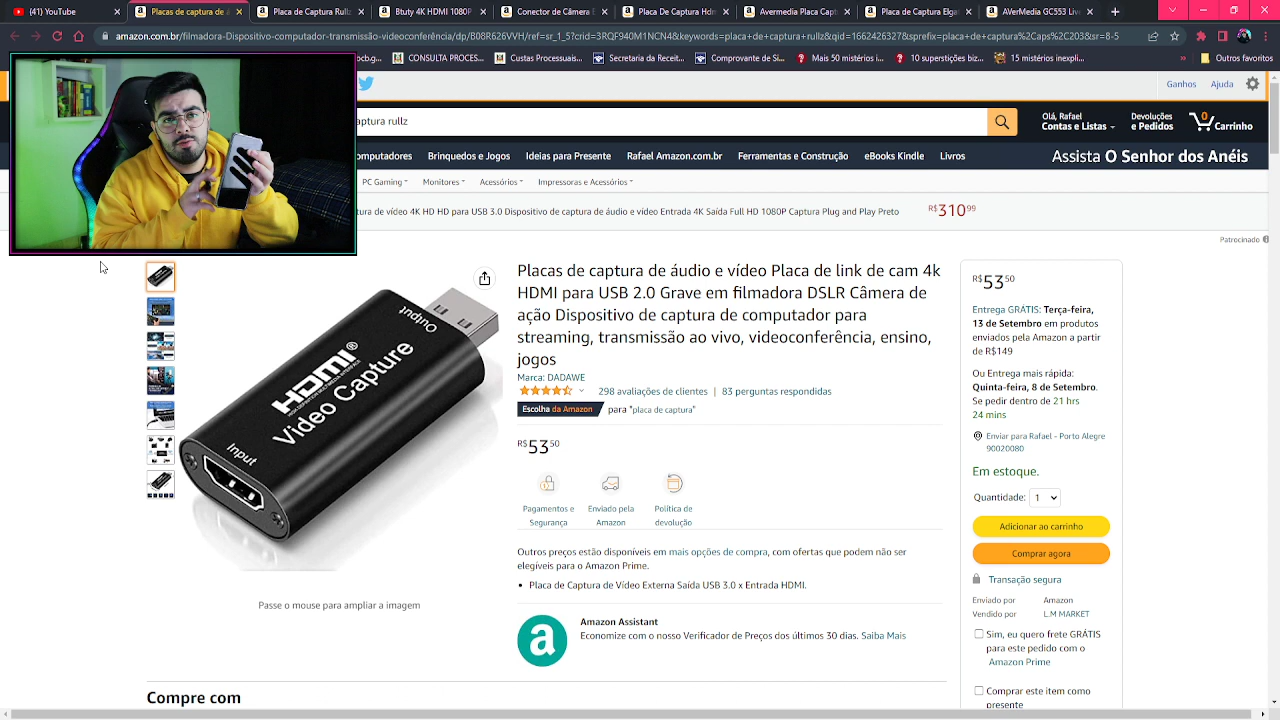 (41) YouTube
Placas de captura de á
Placa de Captura Rullz
Btuty 4K HDMI 1080P
Conector de Câmera E
Placa De Captura Hdm
Avermedia Placa Capt
Placa de Captura Elga
AVerMedia GC553 Live
amazon.com.br/filmadora-Dispositivo-computador-transmissão-videoconferência/dp/B08R626VVH/ref=sr_1_5?crid=3RQF940M1NCN4&keywords=placa+de+captura+rullz&qid=1662426327&sprefix=placa+de+captura%2Caps%2C203&sr=8-5
ocb.g...
CONSULTA PROCES...
Custas Processuais...
Secretaria da Receit...
Comprovante de Si...
Mais 50 mistérios i...
10 superstições biz...
15 mistérios inexpli...
»
Outros favoritos
Ganhos
Ajuda
aptura rullz
Olá, Rafael
Contas e Listas
Devoluções
e Pedidos
0
Carrinho
omputadores
Brinquedos e Jogos
Ideias para Presente
Rafael Amazon.com.br
Ferramentas e Construção
eBooks Kindle
Livros
Assista O Senhor dos Anéis
PC Gaming
Monitores
Acessórios
Impressoras e Acessórios
tura de vídeo 4K HD HD para USB 3.0 Dispositivo de captura de áudio e vídeo Entrada 4K Saída Full HD 1080P Captura Plug and Play Preto
R$310 99
Patrocinado
Output
HDMI®
HIGH-DEFINITION MULTIMEDIA INTERFACE
Video Capture
Input
Passe o mouse para ampliar a imagem
Placas de captura de áudio e vídeo Placa de link de cam 4k
HDMI para USB 2.0 Grave em filmadora DSLR Câmera de
ação Dispositivo de captura de computador para
streaming, transmissão ao vivo, videoconferência, ensino,
jogos
Marca: DADAWE
298 avaliações de clientes | 83 perguntas respondidas
Escolha da Amazon para "placa de captura"
R$53 50
Pagamentos e
Segurança
Enviado pela
Amazon
Política de
devolução
Outros preços estão disponíveis em mais opções de compra, com ofertas que podem não ser
elegíveis para o Amazon Prime.
• Placa de Captura de Vídeo Externa Saída USB 3.0 x Entrada HDMI.
a
Amazon Assistant
Economize com o nosso Verificador de Preços dos últimos 30 dias. Saiba Mais
Compre com
R$53 50
Entrega GRÁTIS: Terça-feira,
13 de Setembro em produtos
enviados pela Amazon a partir
de R$149
Ou Entrega mais rápida:
Quinta-feira, 8 de Setembro.
Se pedir dentro de 21 hrs
24 mins
Enviar para Rafael - Porto Alegre
90020080
Em estoque.
Quantidade: 1
Adicionar ao carrinho
Comprar agora
Transação segura
Enviado por Amazon
Vendido por L.M MARKET
Sim, eu quero frete GRÁTIS
para este pedido com o
Amazon Prime
Comprar este item como
presente